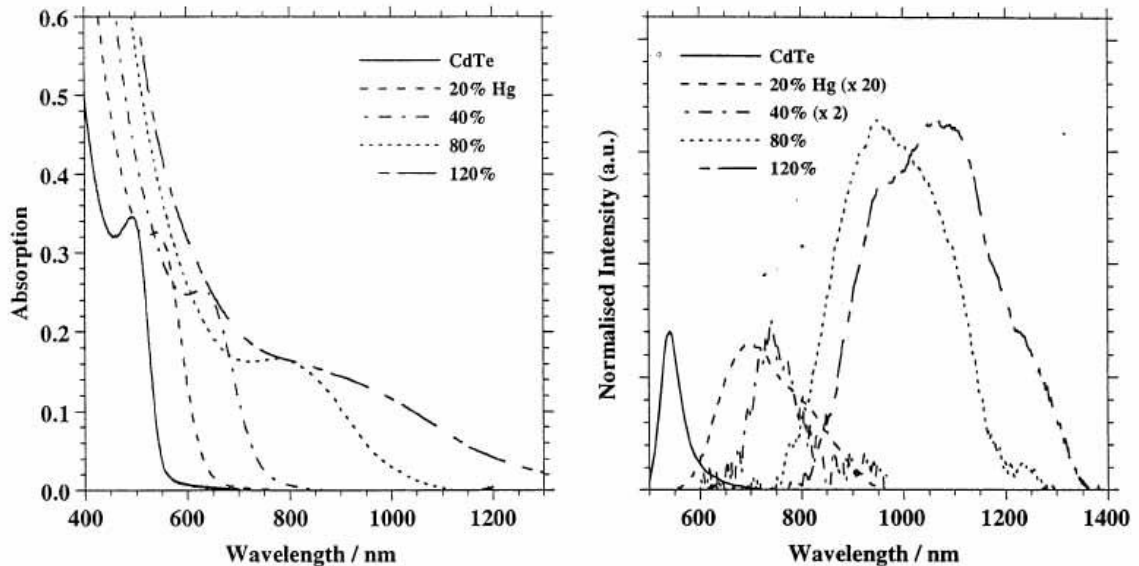 0.6
0.5
0.4
0.3
0.2
0.1
0.0
Absorption
CdTe
20% Hg
40%
80%
120%
400
600
800
1000
1200
Wavelength / nm
Normalised Intensity (a.u.)
CdTe
20% Hg (x 20)
40% (x 2)
80%
120%
600
800
1000
1200
1400
Wavelength / nm